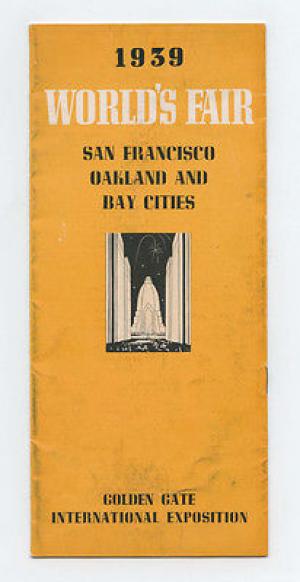 1939
WORLD'S FAIR
SAN FRANCISCO
OAKLAND AND
BAY CITIES
GOLDEN GATE
INTERNATIONAL EXPOSITION